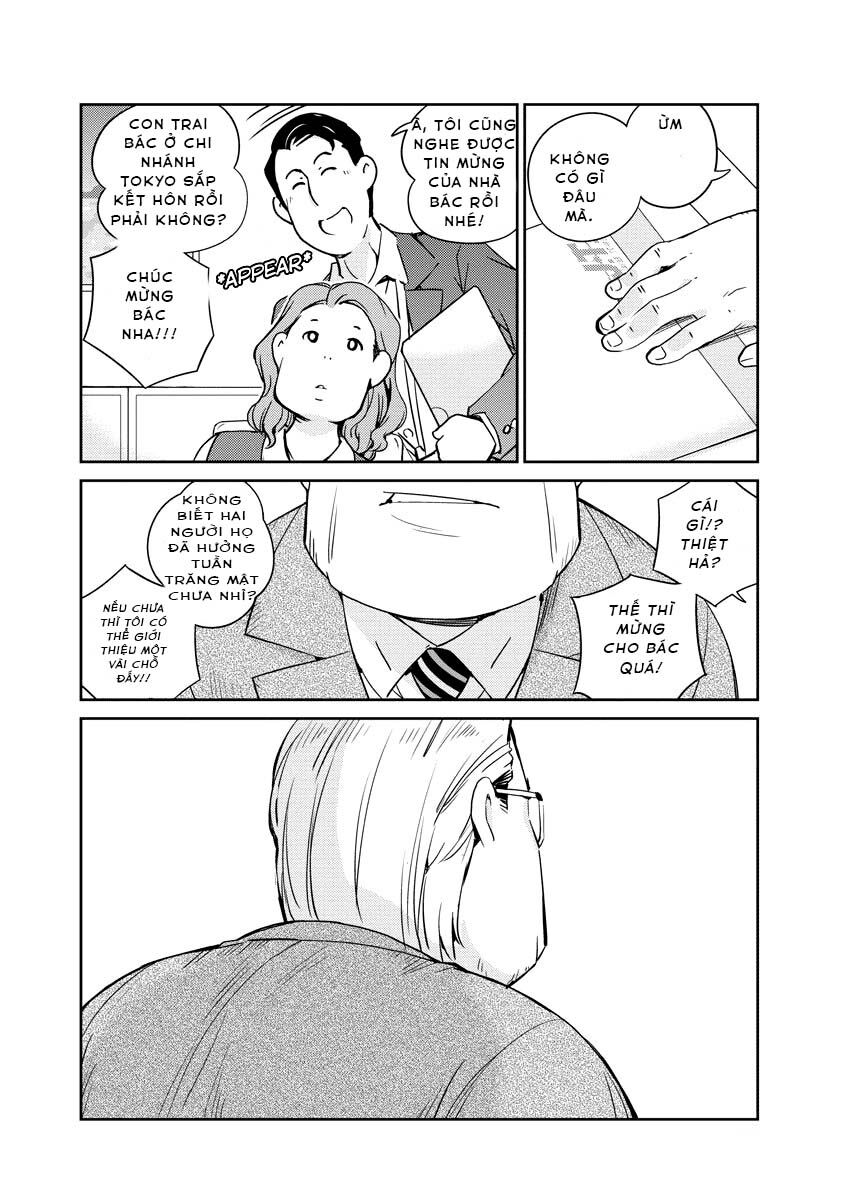 ỪM
KHÔNG
CÓ GÌ
ĐÂU
MÀ.
À, TÔI CŨNG
NGHE ĐƯỢC
TIN MỪNG
CỦA NHÀ
BÁC RỒI
NHÉ!
*APPEAR*
CON TRAI
BÁC Ở CHI
NHÁNH
TOKYO SẮP
KẾT HÔN RỒI
PHẢI KHÔNG?
CHÚC
MỪNG
BÁC
NHA!!!
CÁI
GÌ!?
THIỆT
HẢ?
THẾ THÌ
MỪNG
CHO BÁC
QUÁ!
KHÔNG
BIẾT HAI
NGƯỜI HỌ
ĐÃ HƯỞNG
TUẦN
TRĂNG MẬT
CHƯA NHỈ?
NẾU CHƯA
THÌ TÔI CÓ
THỂ GIỚI
THIỆU MỘT
VÀI CHỖ
ĐẤY!!